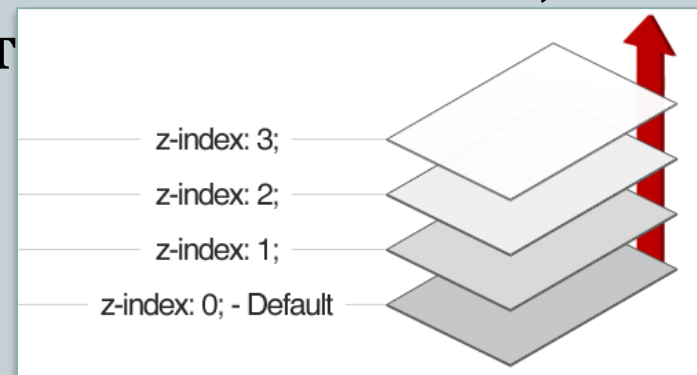 T
z-index: 3;
z-index: 2;
z-index: 1;
z-index: 0; - Default